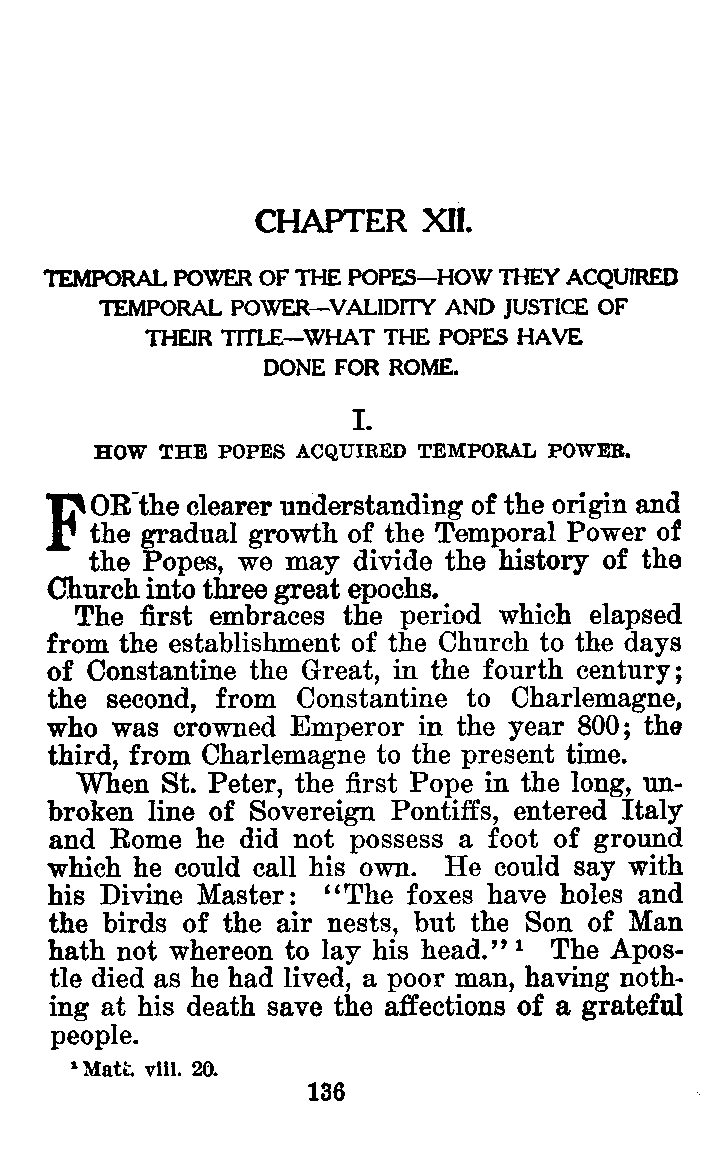 CHAPTER XII.
TEMPORAL POWER OF THE POPES—HOW THEY ACQUIRED
TEMPORAL POWER—VALIDITY AND JUSTICE OF
THEIR TITLE—WHAT THE POPES HAVE
DONE FOR ROME.
I.
HOW THE POPES ACQUIRED TEMPORAL POWER.
FOR the clearer understanding of the origin and
the gradual growth of the Temporal Power of
the Popes, we may divide the history of the
Church into three great epochs.
The first embraces the period which elapsed
from the establishment of the Church to the days
of Constantine the Great, in the fourth century;
the second, from Constantine to Charlemagne,
who was crowned Emperor in the year 800; the
third, from Charlemagne to the present time.
When St. Peter, the first Pope in the long, un-
broken line of Sovereign Pontiffs, entered Italy
and Rome he did not possess a foot of ground
which he could call his own. He could say with
his Divine Master: "The foxes have holes and
the birds of the air nests, but the Son of Man
hath not whereon to lay his head." ¹ The Apos-
tle died as he had lived, a poor man, having noth-
ing at his death save the affections of a grateful
people.
¹ Matt. viii. 20.
136